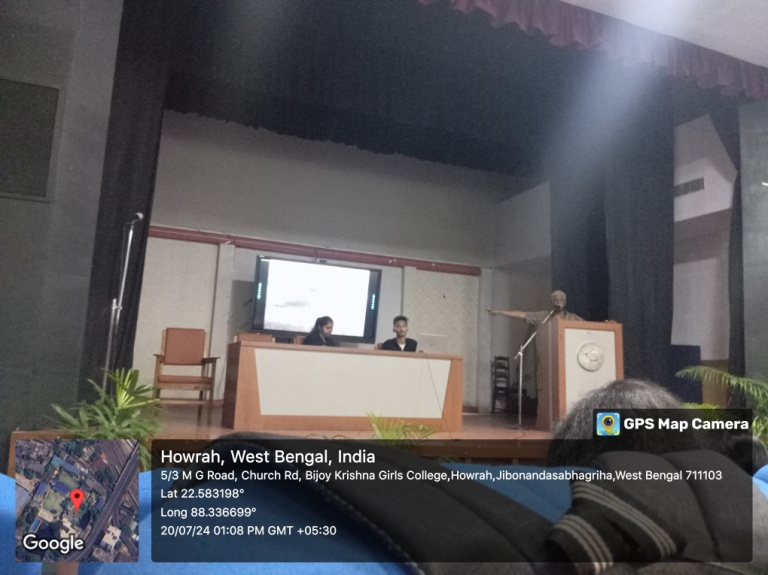 GPS Map Camera
Howrah, West Bengal, India
5/3 M G Road, Church Rd, Bijoy Krishna Girls College,Howrah,Jibonandasabhagriha,West Bengal 711103
Lat 22.583198°
Long 88.336699°
20/07/24 01:08 PM GMT +05:30
Google